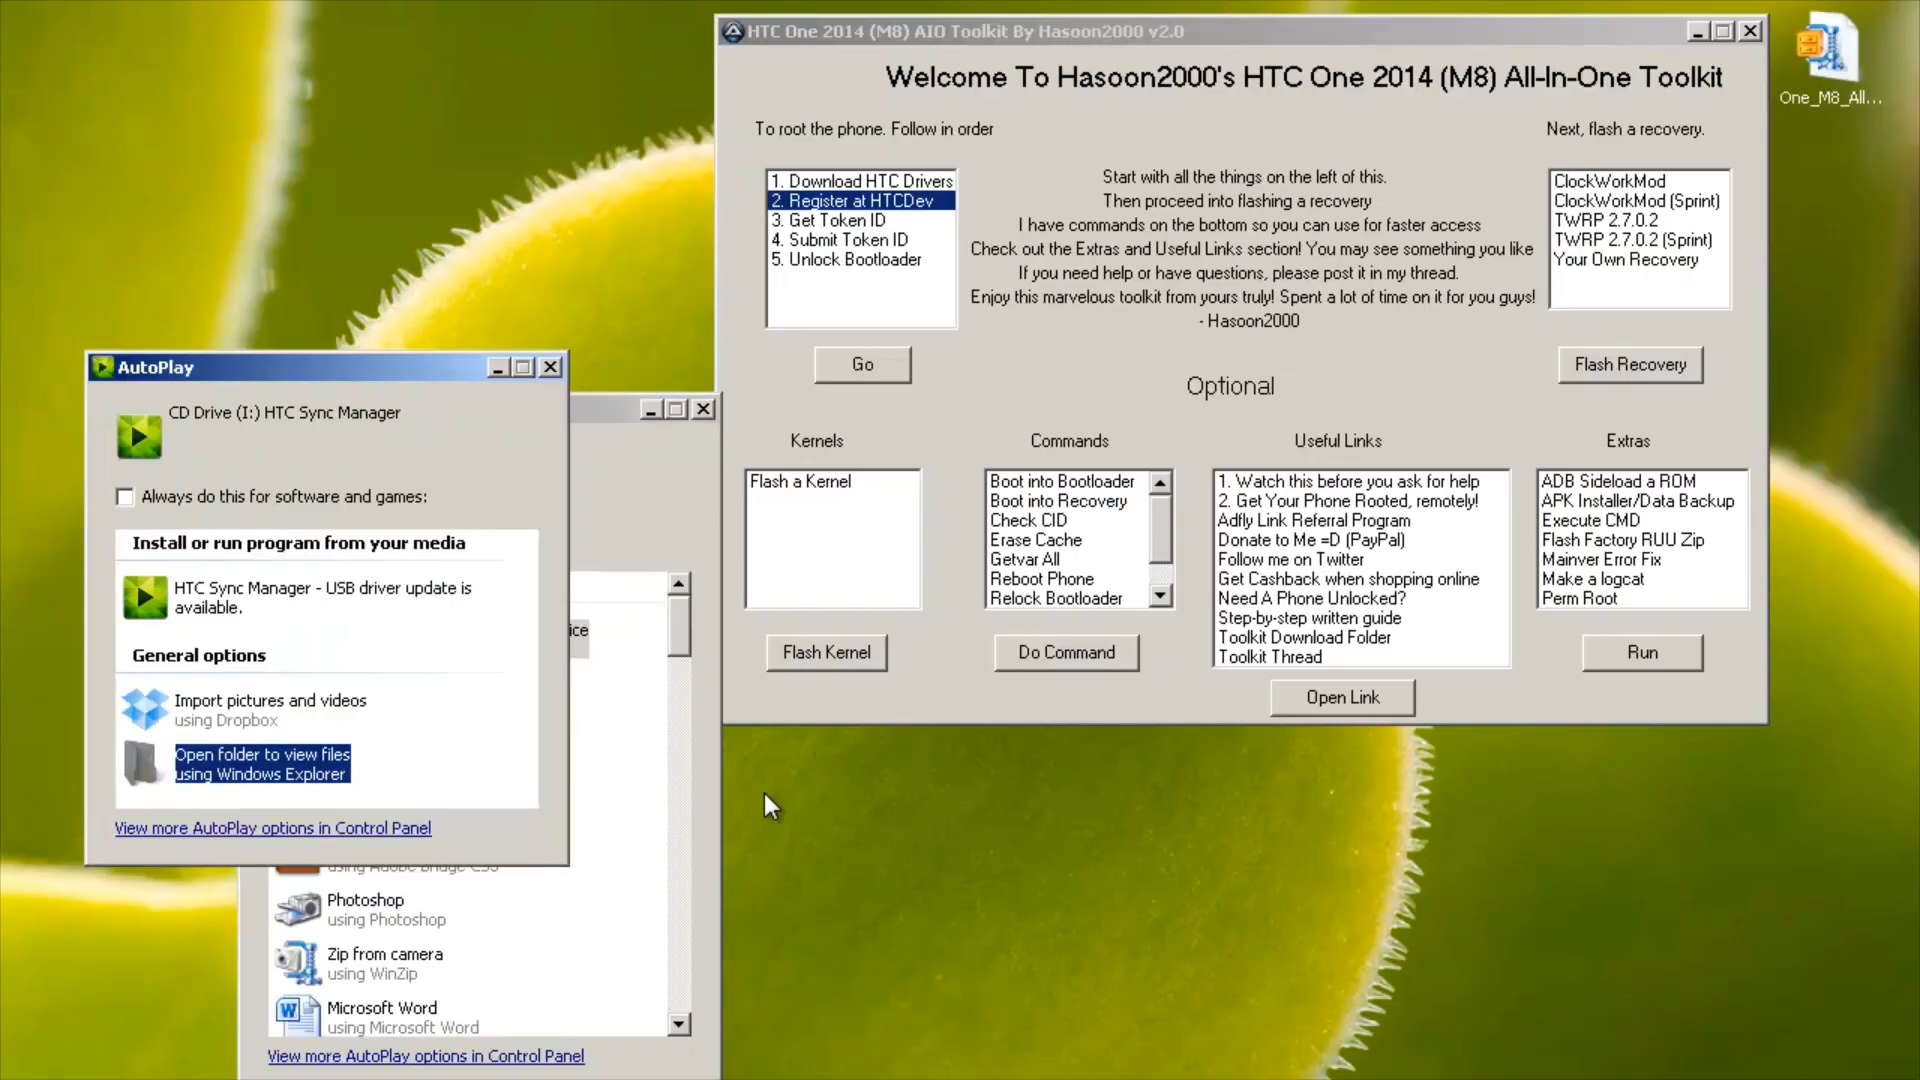 HTC One 2014 (M8) AIO Toolkit By Hasoon2000 v2.0
Welcome To Hasoon2000's HTC One 2014 (M8) All-In-One Toolkit
To root the phone. Follow in order
1. Download HTC Drivers
2. Register at HTCDev
3. Get Token ID
4. Submit Token ID
5. Unlock Bootloader
Go
Start with all the things on the left of this.
Then proceed into flashing a recovery
I have commands on the bottom so you can use for faster access
Check out the Extras and Useful Links section! You may see something you like
If you need help or have questions, please post it in my thread.
Enjoy this marvelous toolkit from yours truly! Spent a lot of time on it for you guys!
- Hasoon2000
Next, flash a recovery.
ClockWorkMod
ClockWorkMod (Sprint)
TWRP 2.7.0.2
TWRP 2.7.0.2 (Sprint)
Your Own Recovery
Flash Recovery
Optional
Kernels
Flash a Kernel
Flash Kernel
Commands
Boot into Bootloader
Boot into Recovery
Check CID
Erase Cache
Getvar All
Reboot Phone
Relock Bootloader
Do Command
Useful Links
1. Watch this before you ask for help
2. Get Your Phone Rooted, remotely!
Adfly Link Referral Program
Donate to Me =D (PayPal)
Follow me on Twitter
Get Cashback when shopping online
Need A Phone Unlocked?
Step-by-step written guide
Toolkit Download Folder
Toolkit Thread
Open Link
Extras
ADB Sideload a ROM
APK Installer/Data Backup
Execute CMD
Flash Factory RUU Zip
Mainver Error Fix
Make a logcat
Perm Root
Run
One_M8_All...
AutoPlay
CD Drive (I:) HTC Sync Manager
Always do this for software and games:
Install or run program from your media
HTC Sync Manager - USB driver update is
available.
General options
Import pictures and videos
using Dropbox
Open folder to view files
using Windows Explorer
View more AutoPlay options in Control Panel
ice
using Adobe Bridge CS5
Photoshop
using Photoshop
Zip from camera
using WinZip
Microsoft Word
using Microsoft Word
View more AutoPlay options in Control Panel